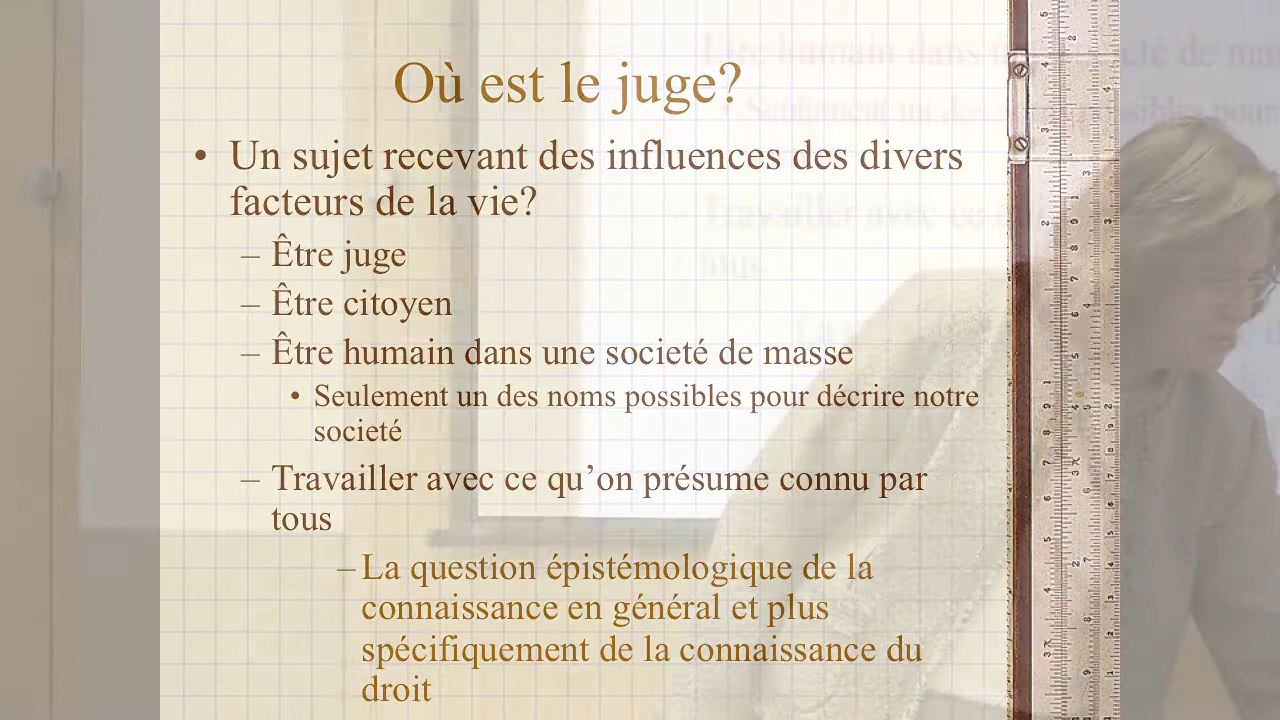 Où est le juge?
• Un sujet recevant des influences des divers
facteurs de la vie?
– Être juge
– Être citoyen
– Être humain dans une societé de masse
• Seulement un des noms possibles pour décrire notre
societé
– Travailler avec ce qu’on présume connu par
tous
– La question épistémologique de la
connaissance en général et plus
spécifiquement de la connaissance du
droit